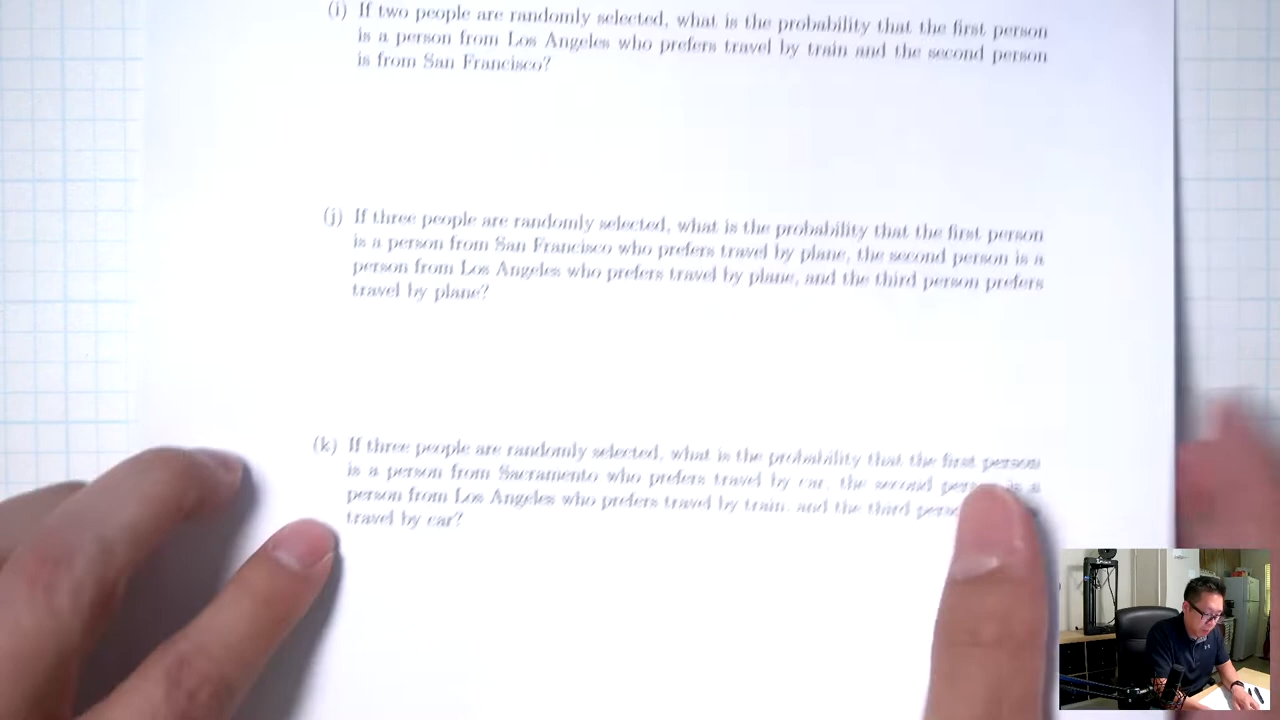 (i) If two people are randomly selected, what is the probability that the first person
is a person from Los Angeles who prefers travel by train and the second person
is from San Francisco?
(j) If three people are randomly selected, what is the probability that the first person
is a person from San Francisco who prefers travel by plane, the second person is a
person from Los Angeles who prefers travel by plane, and the third person prefers
travel by plane?
(k) If three people are randomly selected, what is the probability that the first person
is a person from Sacramento who prefers travel by car, the second person is a
person from Los Angeles who prefers travel by train, and the third
travel by car?